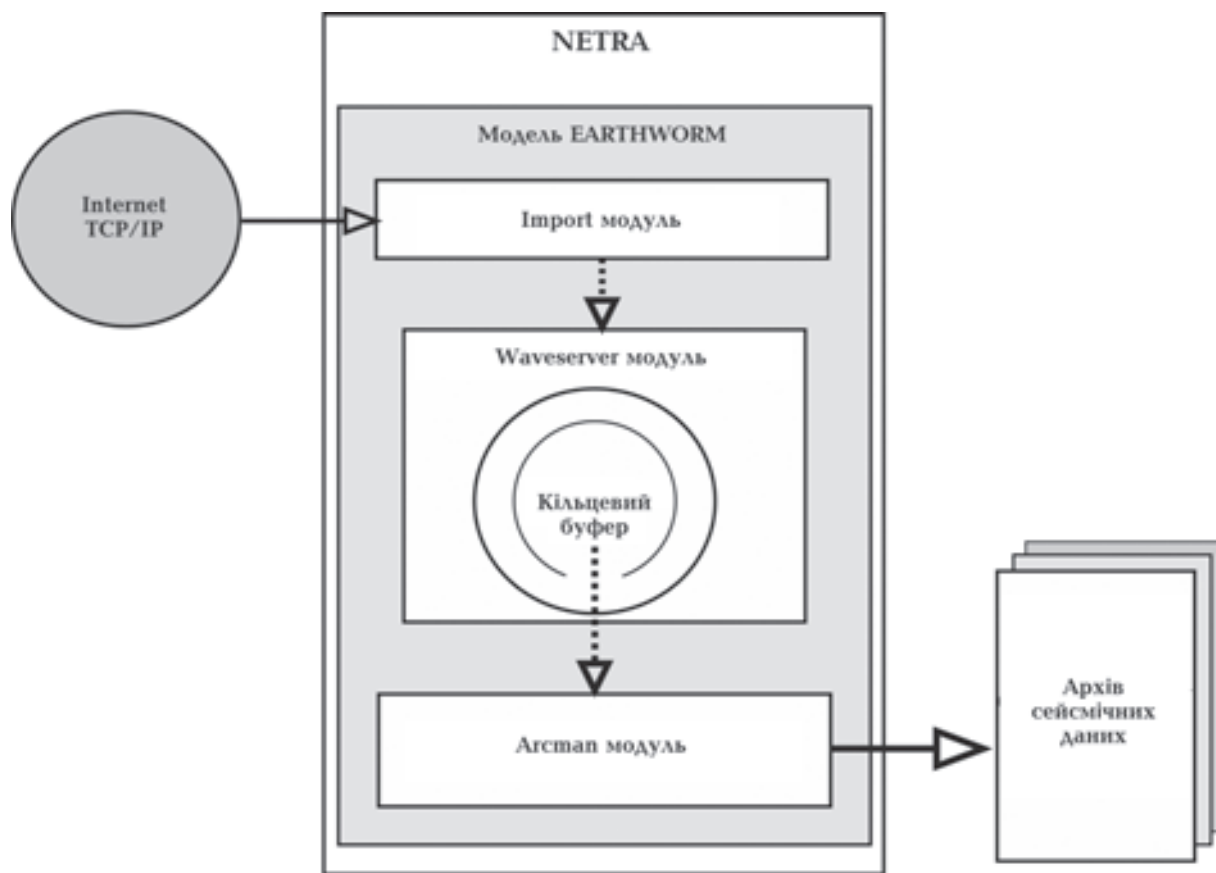 NETRA
Модель EARTHWORM
Internet
TCP/IP
Import модуль
Waveserver модуль
Кільцевий
буфер
Arcman модуль
Архів
сейсмічних
даних